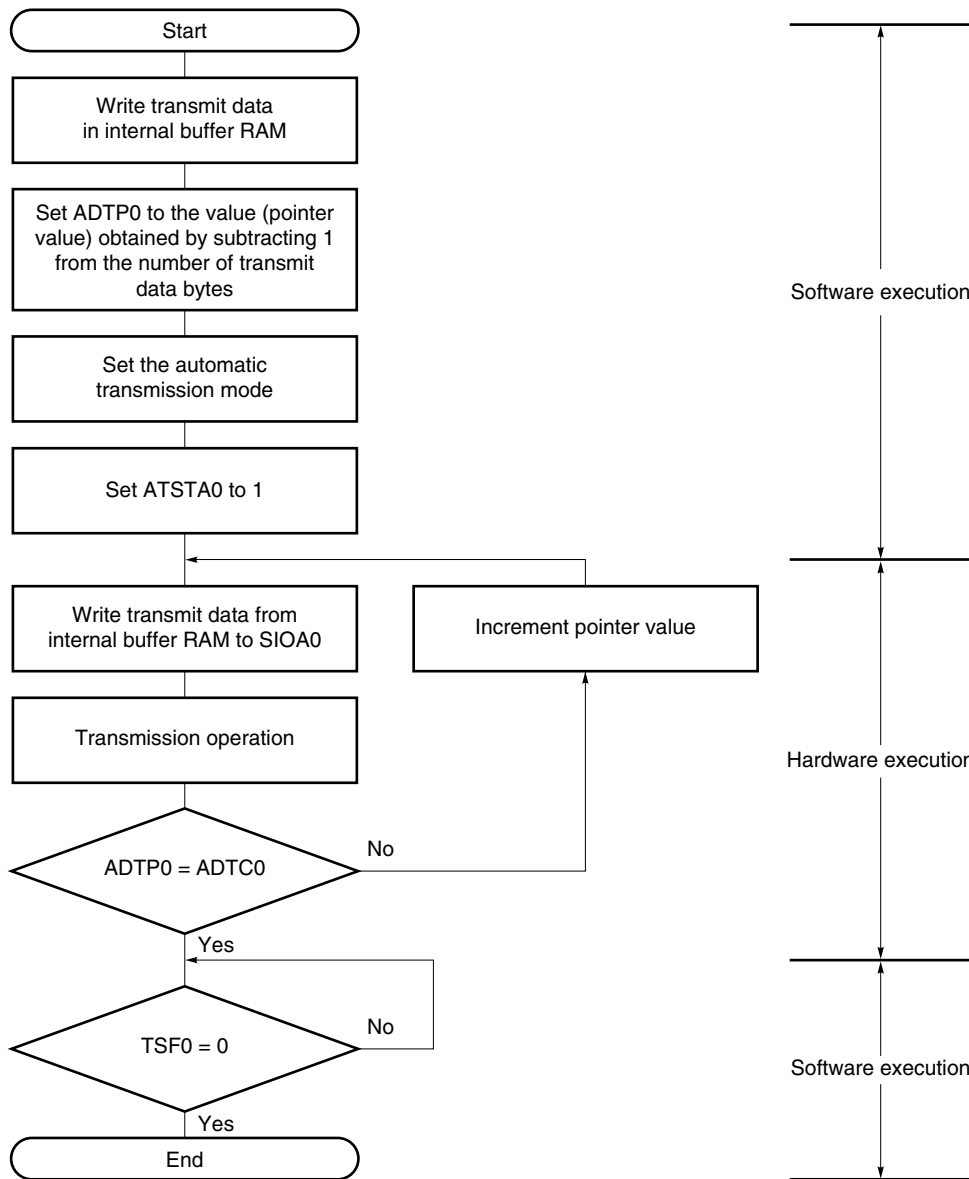 Start
Write transmit data
in internal buffer RAM
Set ADTP0 to the value (pointer
value) obtained by subtracting 1
from the number of transmit
data bytes
Software execution
Set the automatic
transmission mode
Set ATSTA0 to 1
Write transmit data from
internal buffer RAM to SIOA0
Increment pointer value
Transmission operation
Hardware execution
ADTP0 = ADTC0
No
Yes
TSF0 = 0
No
Software execution
Yes
End